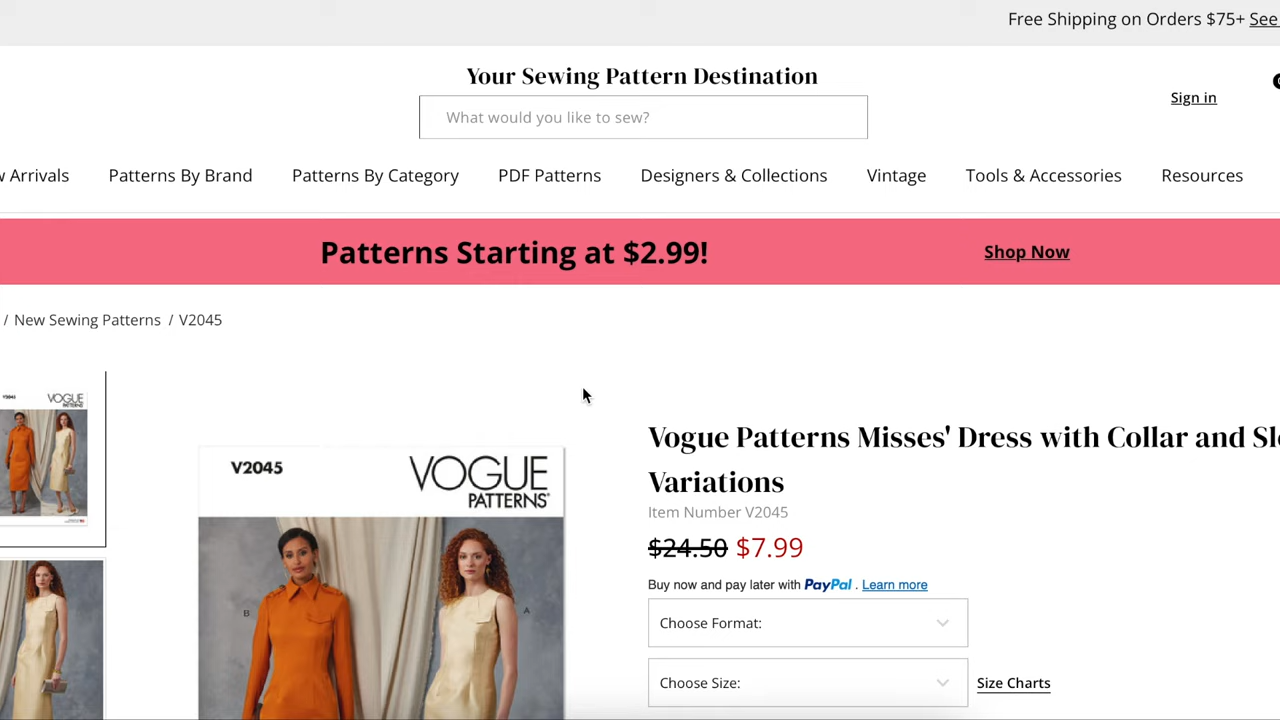 Free Shipping on Orders $75+ See
Your Sewing Pattern Destination
What would you like to sew?
Sign in
w Arrivals
Patterns By Brand
Patterns By Category
PDF Patterns
Designers & Collections
Vintage
Tools & Accessories
Resources
Patterns Starting at $2.99!
Shop Now
/ New Sewing Patterns / V2045
V2045
VOGUE
PATTERNS
V2045
VOGUE
PATTERNS
B
A
Vogue Patterns Misses' Dress with Collar and Sl
Variations
Item Number V2045
$24.50 $7.99
Buy now and pay later with PayPal . Learn more
Choose Format:
Choose Size:
Size Charts